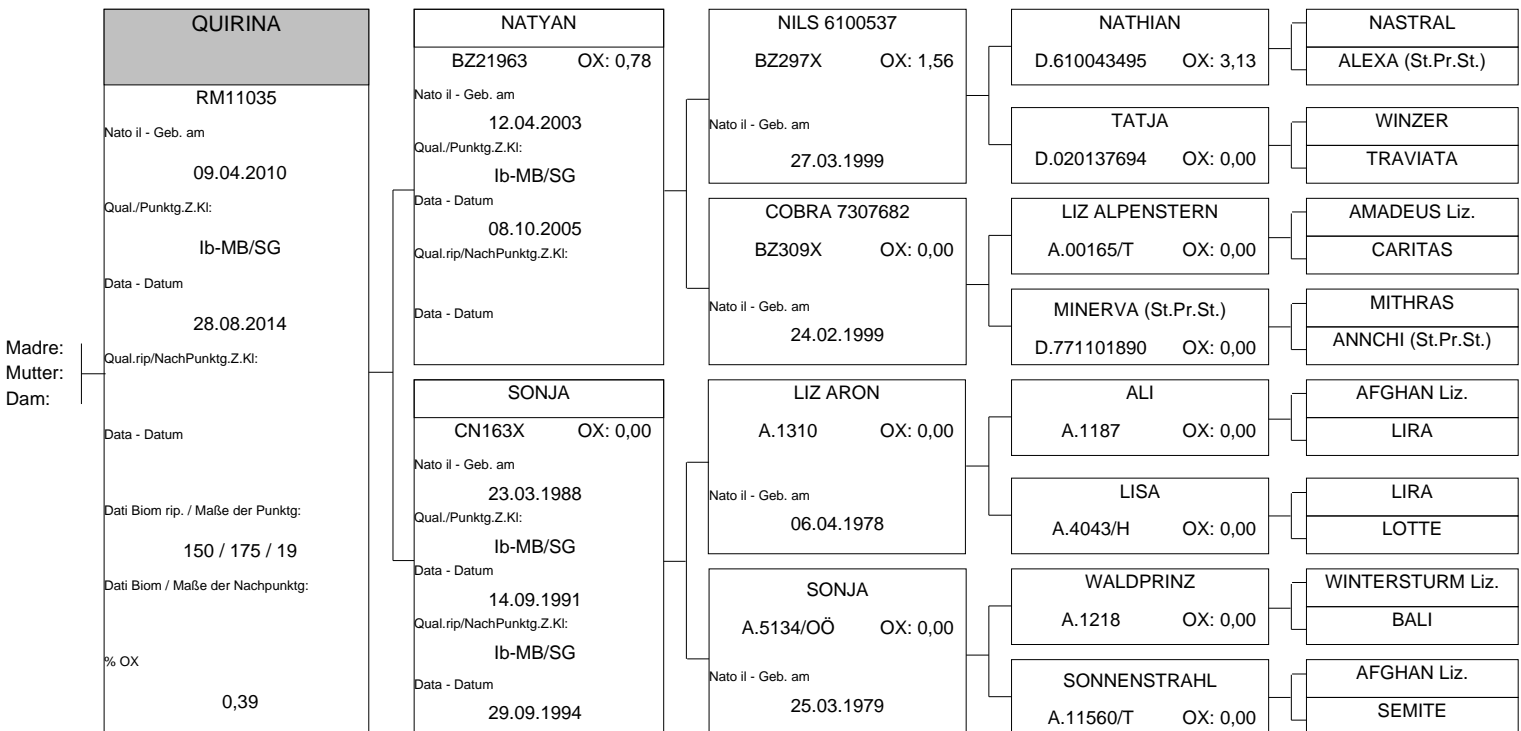 Madre:
Mutter:
Dam:
QUIRINA
RM11035
Nato il - Geb. am
09.04.2010
Qual./Punktg.Z.Kl:
Ib-MB/SG
Data - Datum
28.08.2014
Qual.rip/NachPunktg.Z.Kl:
Data - Datum
Dati Biom rip. / Maße der Punktg:
150 / 175 / 19
Dati Biom / Maße der Nachpunktg:
% OX
0,39
NATYAN
BZ21963 OX: 0,78
Nato il - Geb. am
12.04.2003
Qual./Punktg.Z.Kl:
Ib-MB/SG
Data - Datum
08.10.2005
Qual.rip/NachPunktg.Z.Kl:
Data - Datum
SONJA
CN163X OX: 0,00
Nato il - Geb. am
23.03.1988
Qual./Punktg.Z.Kl:
Ib-MB/SG
Data - Datum
14.09.1991
Qual.rip/NachPunktg.Z.Kl:
Ib-MB/SG
Data - Datum
29.09.1994
NILS 6100537
BZ297X OX: 1,56
Nato il - Geb. am
27.03.1999
COBRA 7307682
BZ309X OX: 0,00
Nato il - Geb. am
24.02.1999
LIZ ARON
A.1310 OX: 0,00
Nato il - Geb. am
06.04.1978
SONJA
A.5134/OÖ OX: 0,00
Nato il - Geb. am
25.03.1979
NATHIAN
D.610043495 OX: 3,13
TATJA
D.020137694 OX: 0,00
LIZ ALPENSTERN
A.00165/T OX: 0,00
MINERVA (St.Pr.St.)
D.771101890 OX: 0,00
ALI
A.1187 OX: 0,00
LISA
A.4043/H OX: 0,00
WALDPRINZ
A.1218 OX: 0,00
SONNENSTRAHL
A.11560/T OX: 0,00
NASTRAL
ALEXA (St.Pr.St.)
WINZER
TRAVIATA
AMADEUS Liz.
CARITAS
MITHRAS
ANNCHI (St.Pr.St.)
AFGHAN Liz.
LIRA
LIRA
LOTTE
WINTERSTURM Liz.
BALI
AFGHAN Liz.
SEMITE